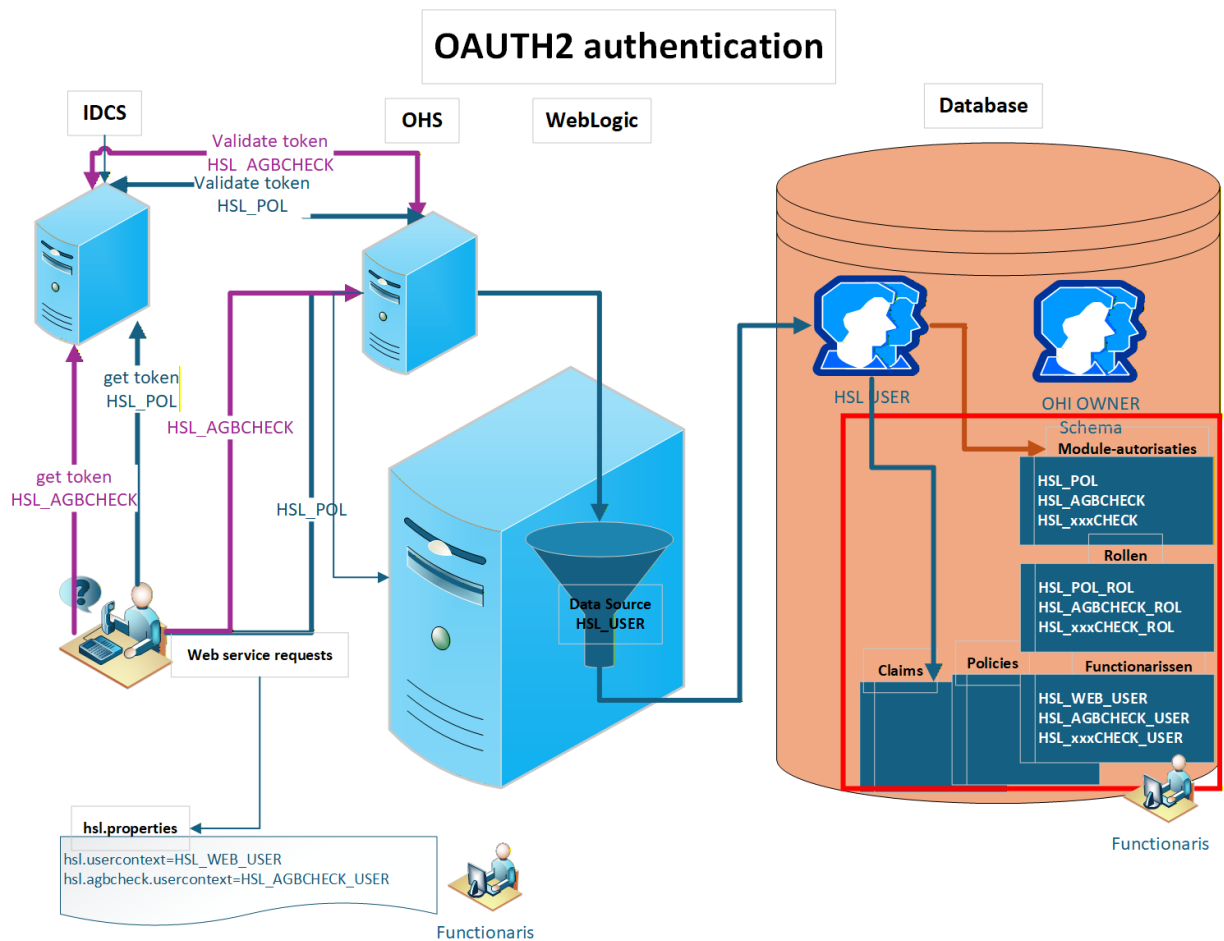 OAUTH2 authentication
IDCS
OHS
WebLogic
Database
Validate token
HSL_AGBCHECK
Validate token
HSL_POL
get token
HSL_POL
HSL_AGBCHECK
get token
HSL_AGBCHECK
HSL_POL
Web service requests
Data Source
HSL_USER
HSL USER
OHI OWNER
Schema
Module-autorisaties
HSL_POL
HSL_AGBCHECK
HSL_xxxCHECK
Rollen
HSL_POL_ROL
HSL_AGBCHECK_ROL
HSL_xxxCHECK_ROL
Claims
Policies
Functionarissen
HSL_WEB_USER
HSL_AGBCHECK_USER
HSL_xxxCHECK_USER
Functionaris
hsl.properties
hsl.usercontext=HSL_WEB_USER
hsl.agbcheck.usercontext=HSL_AGBCHECK_USER
Functionaris